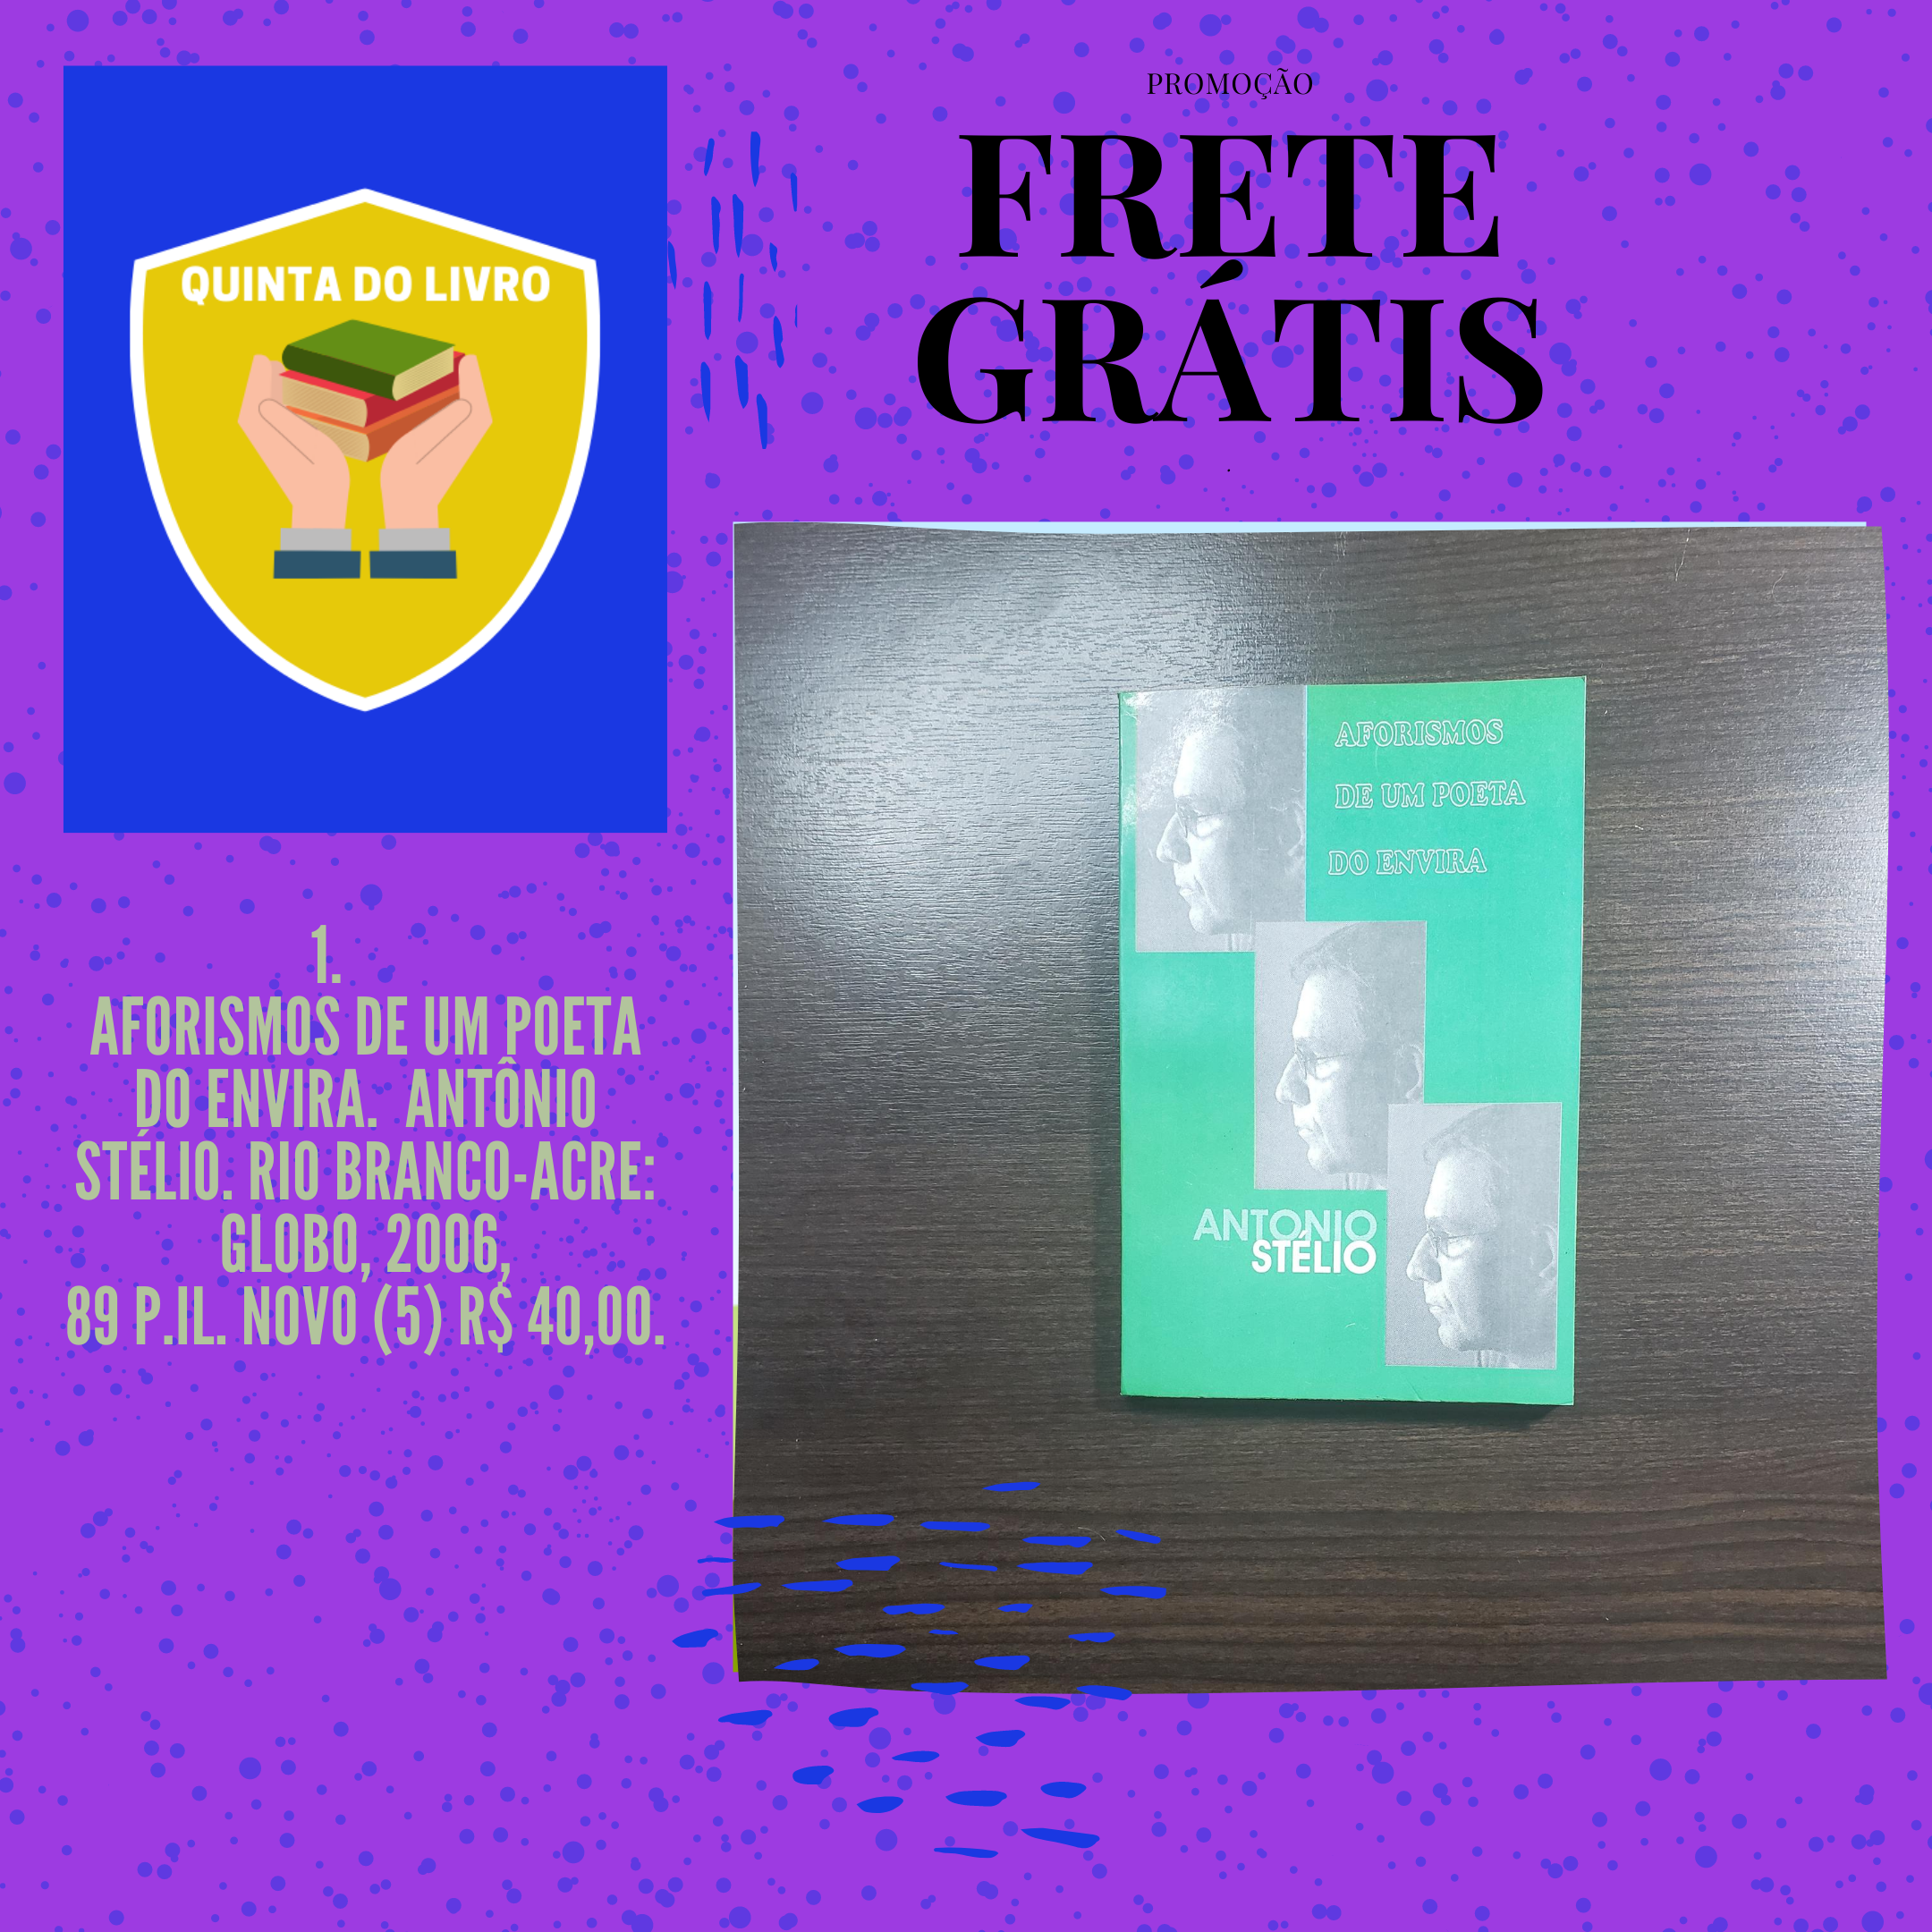 QUINTA DO LIVRO
PROMOÇÃO
FRETE
GRÁTIS
.
1.
AFORISMOS DE UM POETA
DO ENVIRA. ANTÔNIO
STÉLIO. RIO BRANCO-ACRE:
GLOBO, 2006,
89 P.IL. NOVO (5) R$ 40,00.
AFORISMOS
DE UM POETA
DO ENVIRA
ANTONIO
STÉLIO